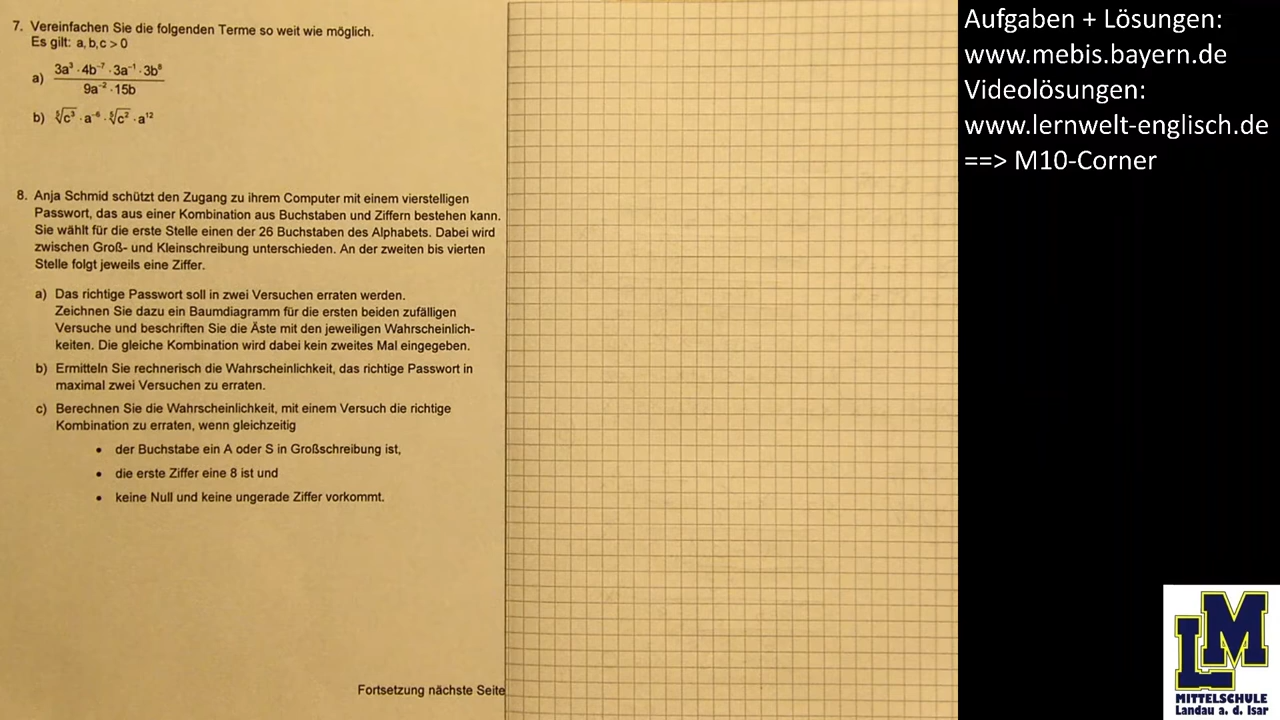 7. Vereinfachen Sie die folgenden Terme so weit wie möglich.
Es gilt: a, b, c > 0
a) 3a³ · 4b⁻⁷ · 3a⁻¹ · 3b⁸
9a⁻² · 15b
b) ⁵√c³ · a⁻⁶ · ⁵√c² · a¹²
8. Anja Schmid schützt den Zugang zu ihrem Computer mit einem vierstelligen
Passwort, das aus einer Kombination aus Buchstaben und Ziffern bestehen kann.
Sie wählt für die erste Stelle einen der 26 Buchstaben des Alphabets. Dabei wird
zwischen Groß- und Kleinschreibung unterschieden. An der zweiten bis vierten
Stelle folgt jeweils eine Ziffer.
a) Das richtige Passwort soll in zwei Versuchen erraten werden.
Zeichnen Sie dazu ein Baumdiagramm für die ersten beiden zufälligen
Versuche und beschriften Sie die Äste mit den jeweiligen Wahrscheinlich-
keiten. Die gleiche Kombination wird dabei kein zweites Mal eingegeben.
b) Ermitteln Sie rechnerisch die Wahrscheinlichkeit, das richtige Passwort in
maximal zwei Versuchen zu erraten.
c) Berechnen Sie die Wahrscheinlichkeit, mit einem Versuch die richtige
Kombination zu erraten, wenn gleichzeitig
• der Buchstabe ein A oder S in Großschreibung ist,
• die erste Ziffer eine 8 ist und
• keine Null und keine ungerade Ziffer vorkommt.
Fortsetzung nächste Seite
Aufgaben + Lösungen:
www.mebis.bayern.de
Videolösungen:
www.lernwelt-englisch.de
==> M10-Corner
LM
MITTELSCHULE
Landau a. d. Isar